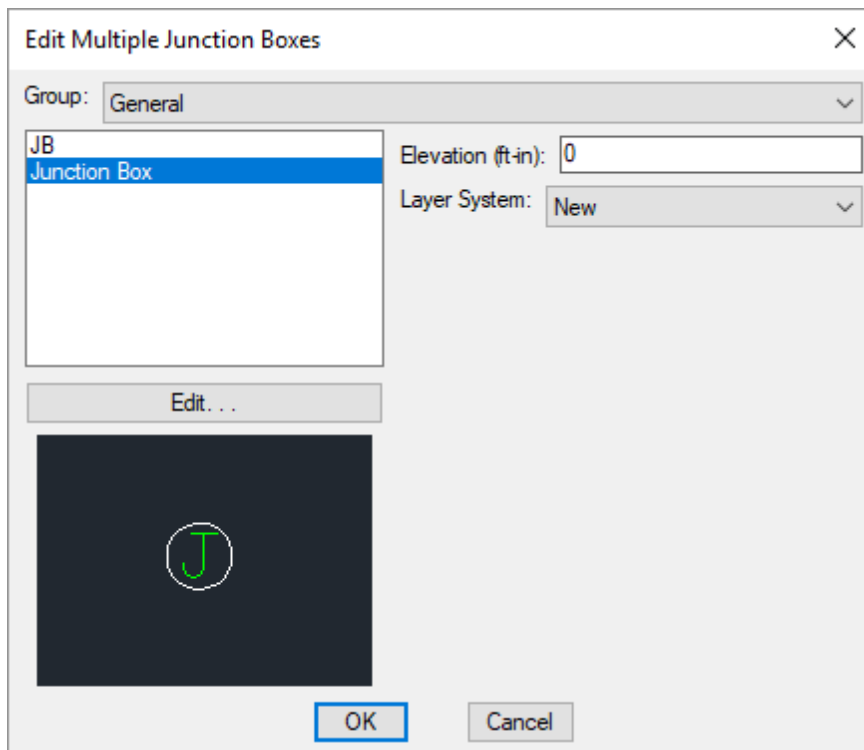 Edit Multiple Junction Boxes
Group: General
JB
Junction Box
Elevation (ft-in): 0
Layer System: New
Edit. . .
J
OK Cancel